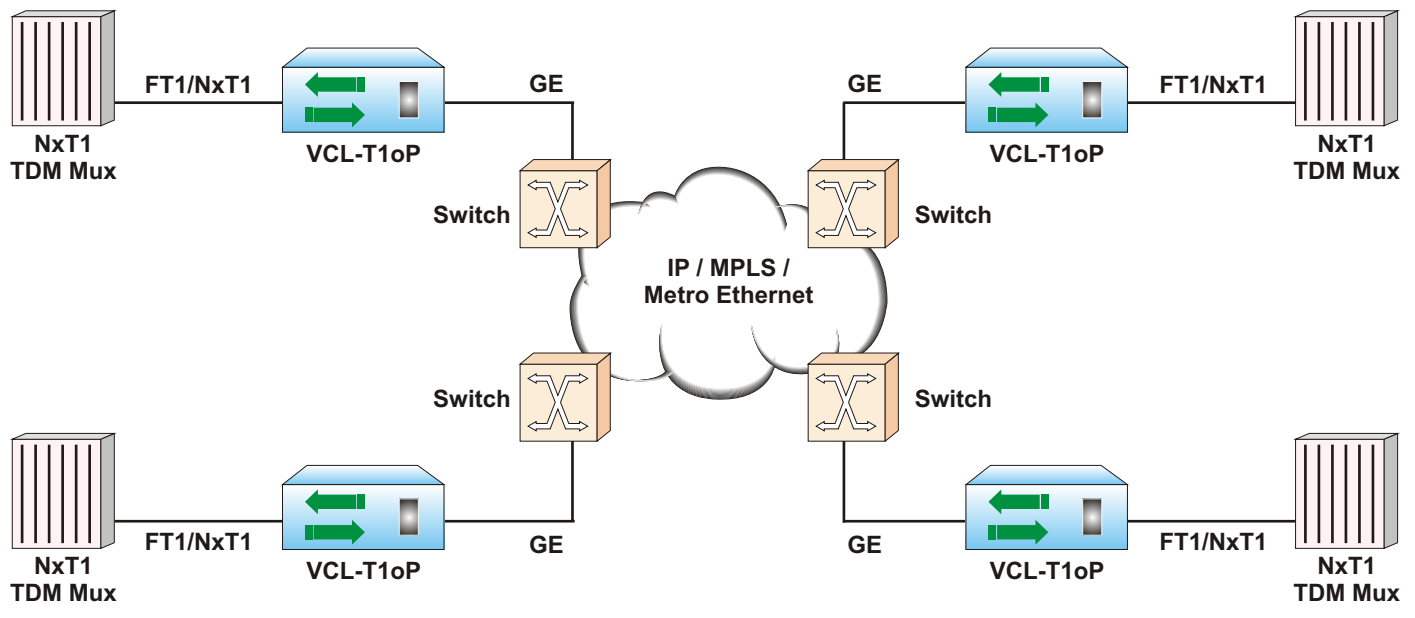 FT1/NxT1
GE
GE
FT1/NxT1
NxT1
TDM Mux
VCL-T1oP
VCL-T1oP
NxT1
TDM Mux
Switch
Switch
IP / MPLS /
Metro Ethernet
Switch
Switch
FT1/NxT1
GE
GE
FT1/NxT1
NxT1
TDM Mux
VCL-T1oP
VCL-T1oP
NxT1
TDM Mux